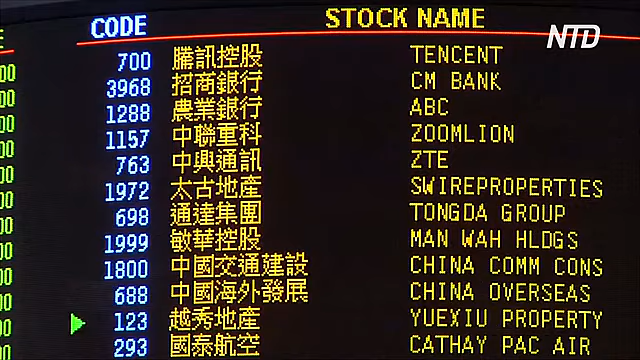 CODE STOCK NAME
NTD
700 騰訊控股 TENCENT
3968 招商銀行 CM BANK
1288 農業銀行 ABC
1157 中聯重科 ZOOMLION
763 中興通訊 ZTE
1972 太古地產 SWIREPROPERTIES
698 通達集團 TONGDA GROUP
1999 敏華控股 MAN WAH HLDGS
1800 中國交通建設 CHINA COMM CONS
688 中國海外發展 CHINA OVERSEAS
123 越秀地產 YUEXIU PROPERTY
293 國泰航空 CATHAY PAC AIR